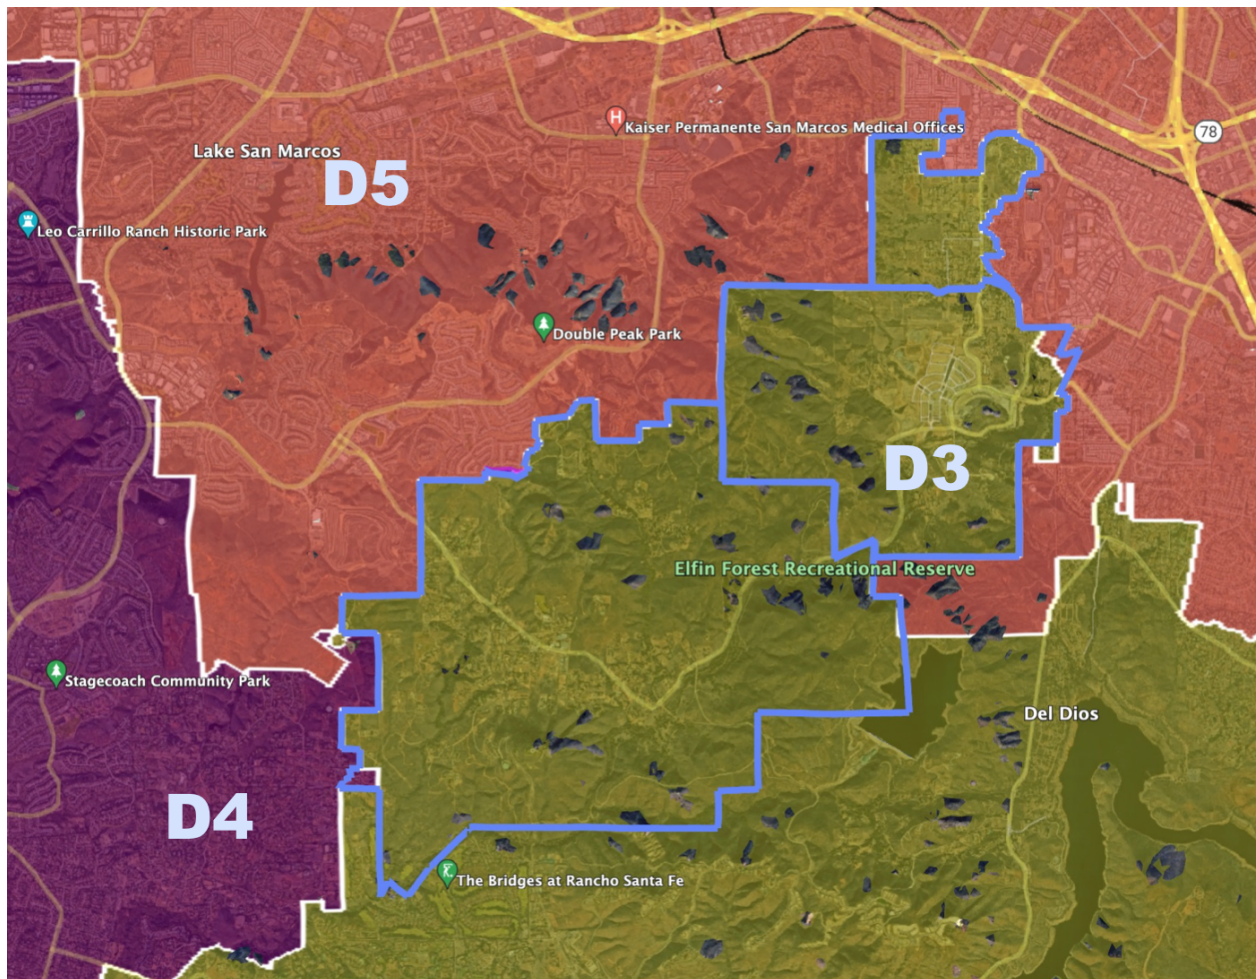 78
Kaiser Permanente San Marcos Medical Offices
Lake San Marcos
D5
Leo Carrillo Ranch Historic Park
Double Peak Park
D3
Elfin Forest Recreational Reserve
Stagecoach Community Park
Del Dios
D4
The Bridges at Rancho Santa Fe